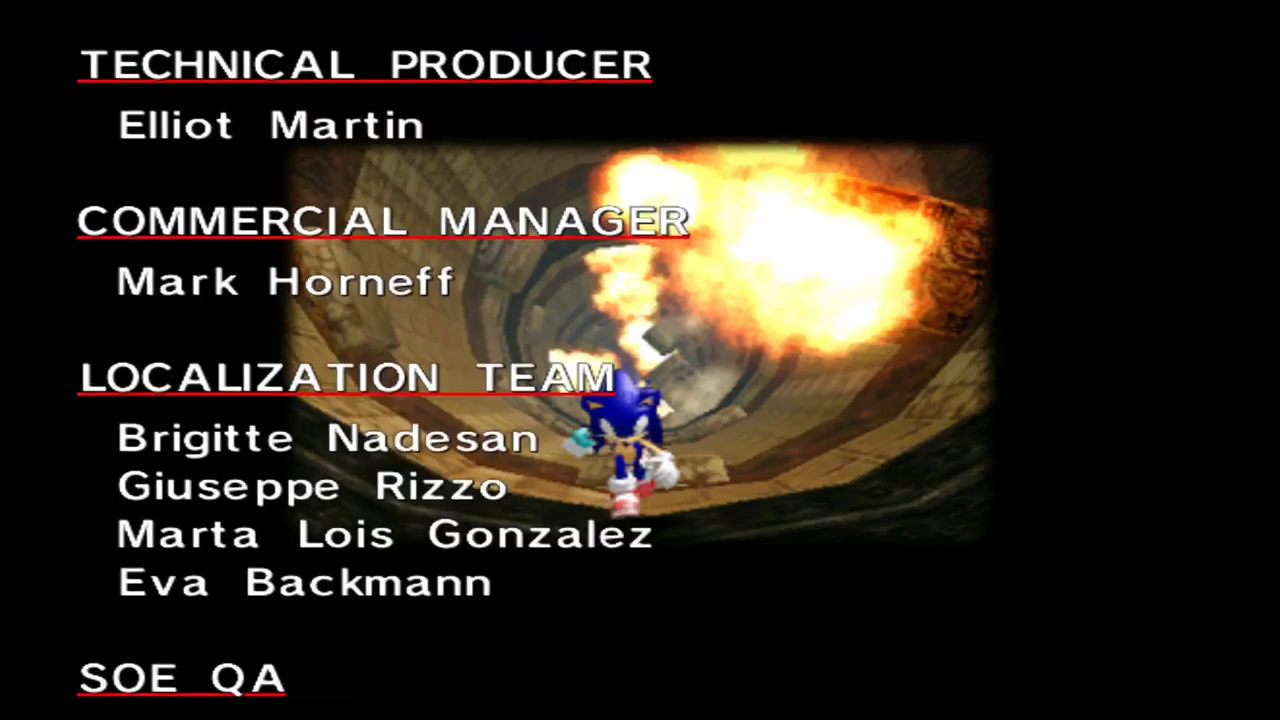 TECHNICAL PRODUCER
Elliot Martin
COMMERCIAL MANAGER
Mark Horneff
LOCALIZATION TEAM
Brigitte Nadesan
Giuseppe Rizzo
Marta Lois Gonzalez
Eva Backmann
SOE QA